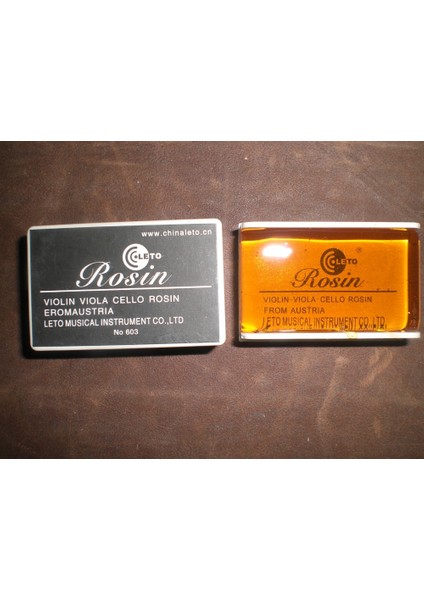 www.chinaleto.cn
LETO
Rosin
VIOLIN VIOLA CELLO ROSIN
EROMAUSTRIA
LETO MUSICAL INSTRUMENT CO.,LTD
No 603
LETO®
Rosin
VIOLIN VIOLA CELLO ROSIN
FROM AUSTRIA
LETO MUSICAL INSTRUMENT CO., LTD